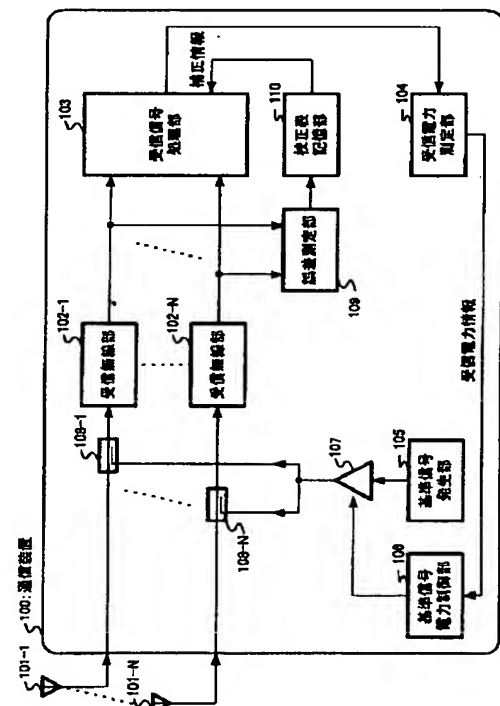 100:通信装置
101-1
101-N
108-1
108-N
102-1
受信無線部
102-N
受信無線部
103
受信信号
処理部
補正情報
110
校正表
記憶部
誤差測定部
109
104
受信電力
測定部
受信電力情報
107
105
基準信号
発生部
106
基準信号
電力制御部